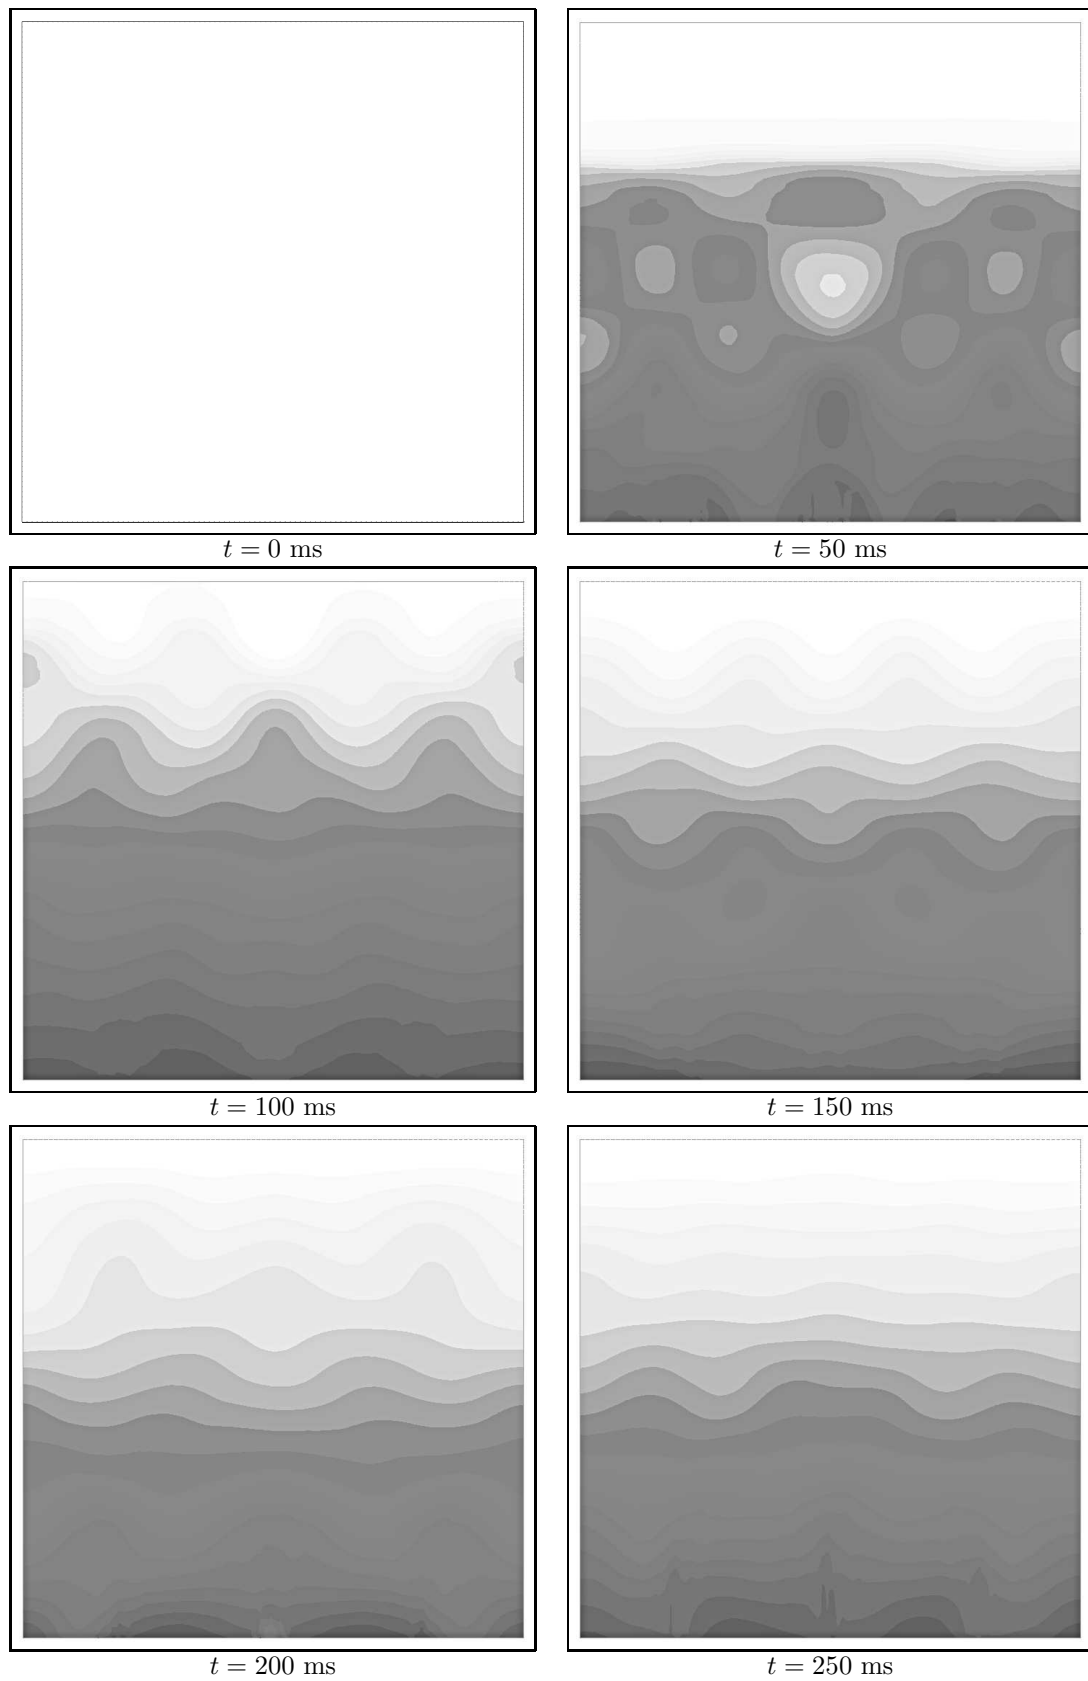 t = 0 ms
t = 50 ms
t = 100 ms
t = 150 ms
t = 200 ms
t = 250 ms